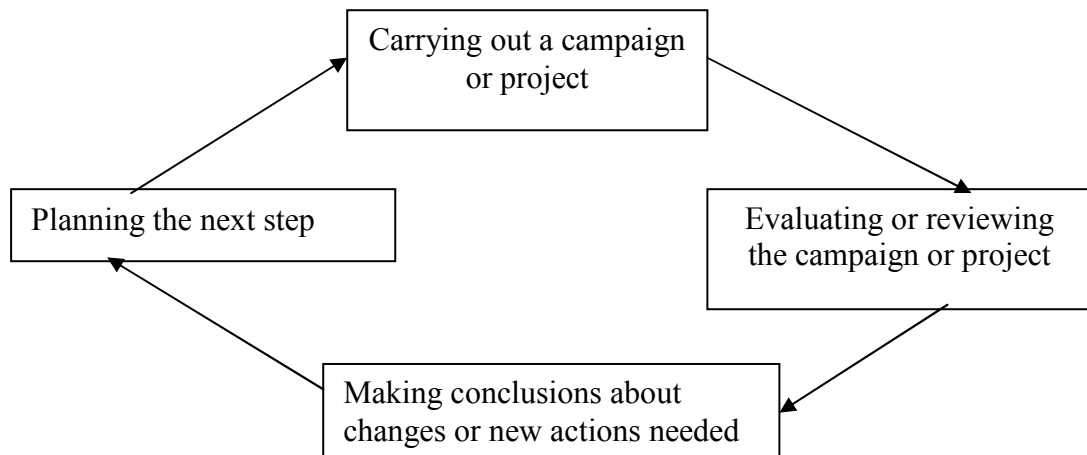 Carrying out a campaign
or project
Planning the next step
Evaluating or reviewing
the campaign or project
Making conclusions about
changes or new actions needed